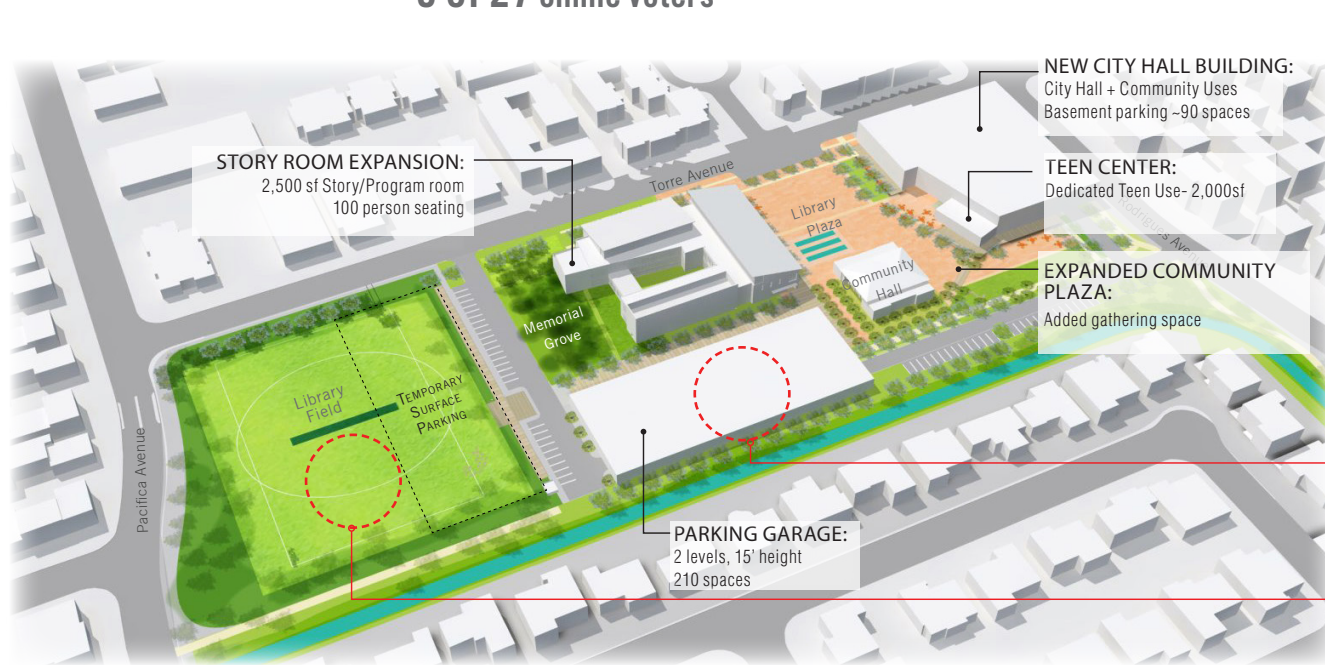 NEW CITY HALL BUILDING:
City Hall + Community Uses
Basement parking ~90 spaces
STORY ROOM EXPANSION:
2,500 sf Story/Program room
100 person seating
Torre Avenue
TEEN CENTER:
Dedicated Teen Use- 2,000sf
Rodrigues Avenue
Library
Plaza
Community
Hall
EXPANDED COMMUNITY
PLAZA:
Added gathering space
Memorial
Grove
Library
Field
TEMPORARY
SURFACE
PARKING
Pacifica Avenue
PARKING GARAGE:
2 levels, 15' height
210 spaces